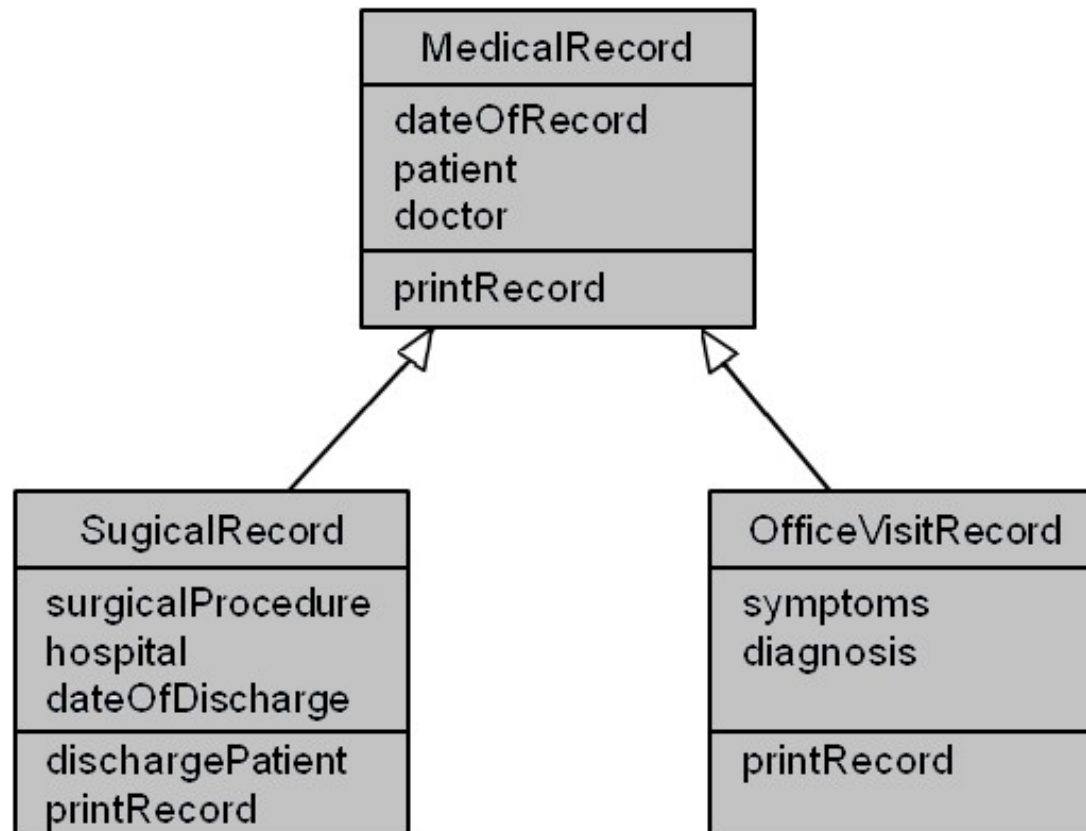 MedicalRecord
dateOfRecord
patient
doctor
printRecord
SugicalRecord
surgicalProcedure
hospital
dateOfDischarge
dischargePatient
printRecord
OfficeVisitRecord
symptoms
diagnosis
printRecord